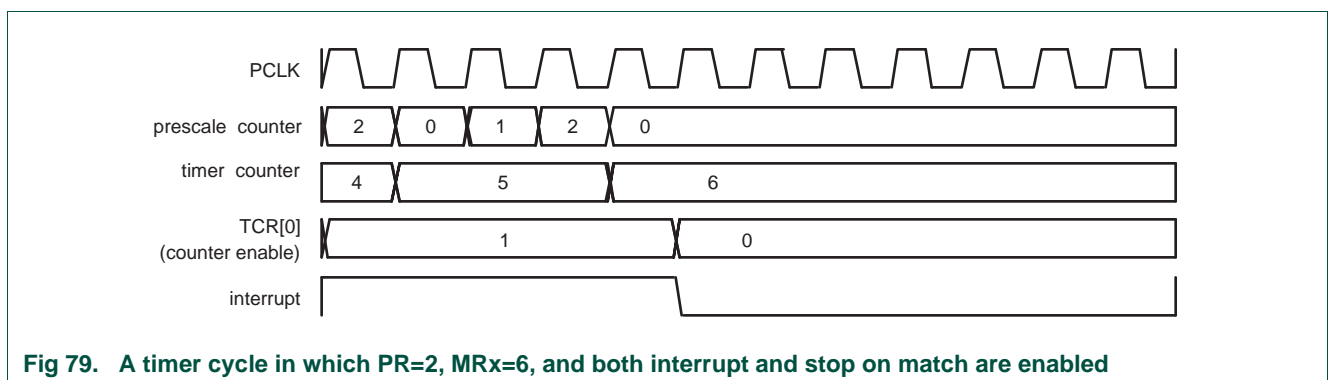 PCLK
prescale counter
2 0 1 2 0
timer counter
4 5 6
TCR[0]
(counter enable)
1 0
interrupt
Fig 79. A timer cycle in which PR=2, MRx=6, and both interrupt and stop on match are enabled